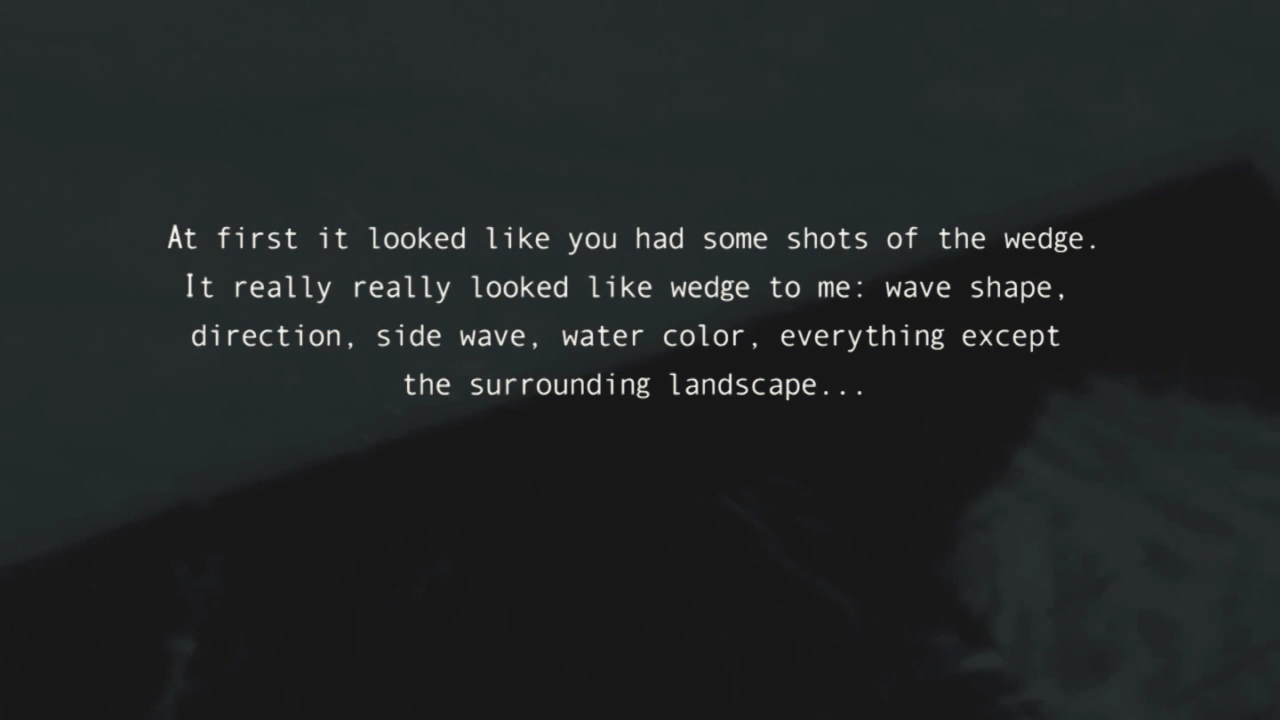 At first it looked like you had some shots of the wedge.
It really really looked like wedge to me: wave shape,
direction, side wave, water color, everything except
the surrounding landscape...